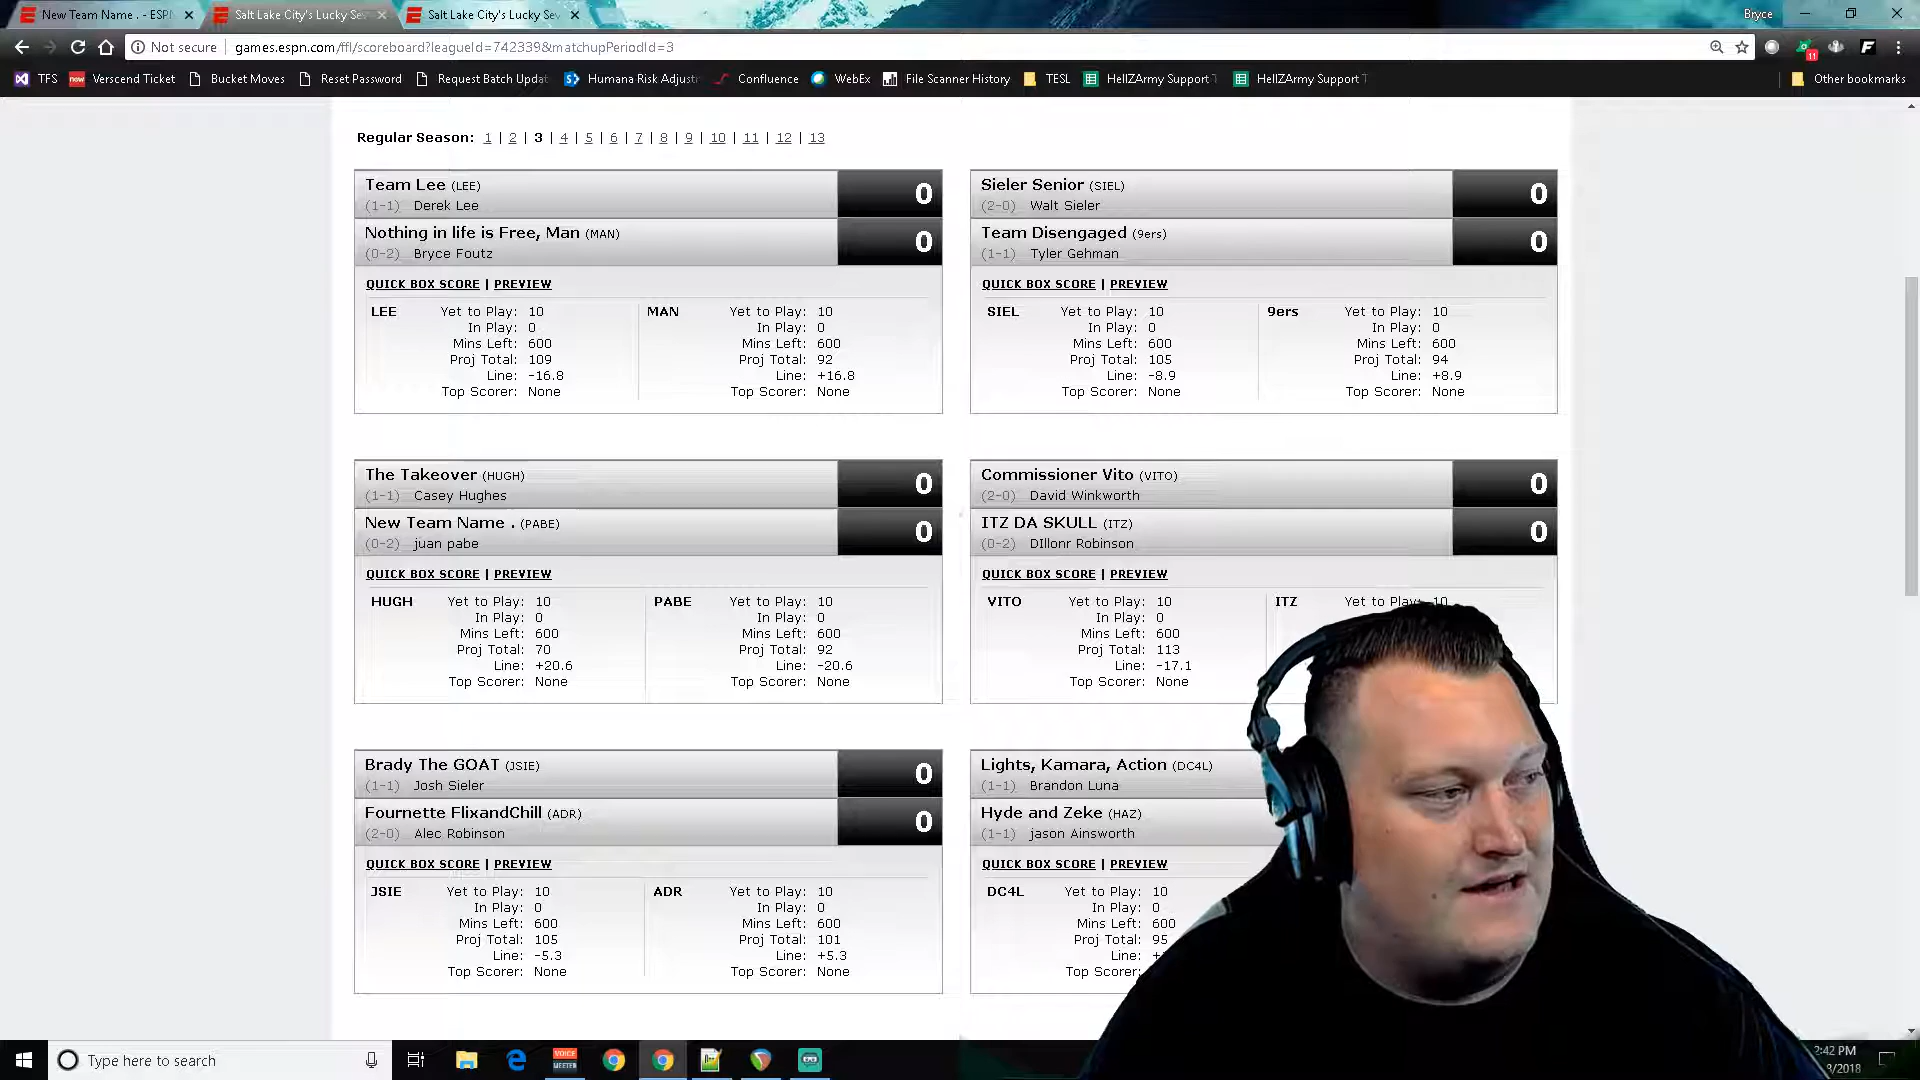 New Team Name . - ESPN
Salt Lake City's Lucky Sev
Salt Lake City's Lucky Sev
Bryce
Not secure | games.espn.com/ffl/scoreboard?leagueId=742339&matchupPeriodId=3
TFS Verscend Ticket Bucket Moves Reset Password Request Batch Updat Humana Risk Adjust Confluence WebEx File Scanner History TESL HellZArmy Support T HellZArmy Support T Other bookmarks
11
Regular Season: 1 | 2 | 3 | 4 | 5 | 6 | 7 | 8 | 9 | 10 | 11 | 12 | 13
Team Lee (LEE) 0
(1-1) Derek Lee
Nothing in life is Free, Man (MAN) 0
(0-2) Bryce Foutz
QUICK BOX SCORE | PREVIEW
LEE Yet to Play: 10 MAN Yet to Play: 10
In Play: 0 In Play: 0
Mins Left: 600 Mins Left: 600
Proj Total: 109 Proj Total: 92
Line: -16.8 Line: +16.8
Top Scorer: None Top Scorer: None
Sieler Senior (SIEL) 0
(2-0) Walt Sieler
Team Disengaged (9ers) 0
(1-1) Tyler Gehman
QUICK BOX SCORE | PREVIEW
SIEL Yet to Play: 10 9ers Yet to Play: 10
In Play: 0 In Play: 0
Mins Left: 600 Mins Left: 600
Proj Total: 105 Proj Total: 94
Line: -8.9 Line: +8.9
Top Scorer: None Top Scorer: None
The Takeover (HUGH) 0
(1-1) Casey Hughes
New Team Name . (PABE) 0
(0-2) juan pabe
QUICK BOX SCORE | PREVIEW
HUGH Yet to Play: 10 PABE Yet to Play: 10
In Play: 0 In Play: 0
Mins Left: 600 Mins Left: 600
Proj Total: 70 Proj Total: 92
Line: +20.6 Line: -20.6
Top Scorer: None Top Scorer: None
Commissioner Vito (VITO) 0
(2-0) David Winkworth
ITZ DA SKULL (ITZ) 0
(0-2) DIllonr Robinson
QUICK BOX SCORE | PREVIEW
VITO Yet to Play: 10 ITZ Yet to Play: 10
In Play: 0
Mins Left: 600
Proj Total: 113
Line: -17.1
Top Scorer: None
Brady The GOAT (JSIE) 0
(1-1) Josh Sieler
Fournette FlixandChill (ADR) 0
(2-0) Alec Robinson
QUICK BOX SCORE | PREVIEW
JSIE Yet to Play: 10 ADR Yet to Play: 10
In Play: 0 In Play: 0
Mins Left: 600 Mins Left: 600
Proj Total: 105 Proj Total: 101
Line: -5.3 Line: +5.3
Top Scorer: None Top Scorer: None
Lights, Kamara, Action (DC4L)
(1-1) Brandon Luna
Hyde and Zeke (HAZ)
(1-1) jason Ainsworth
QUICK BOX SCORE | PREVIEW
DC4L Yet to Play: 10
In Play: 0
Mins Left: 600
Proj Total: 95
Line:
Top
Type here to search
VOICE
MEETER
2:42 PM
8/2018